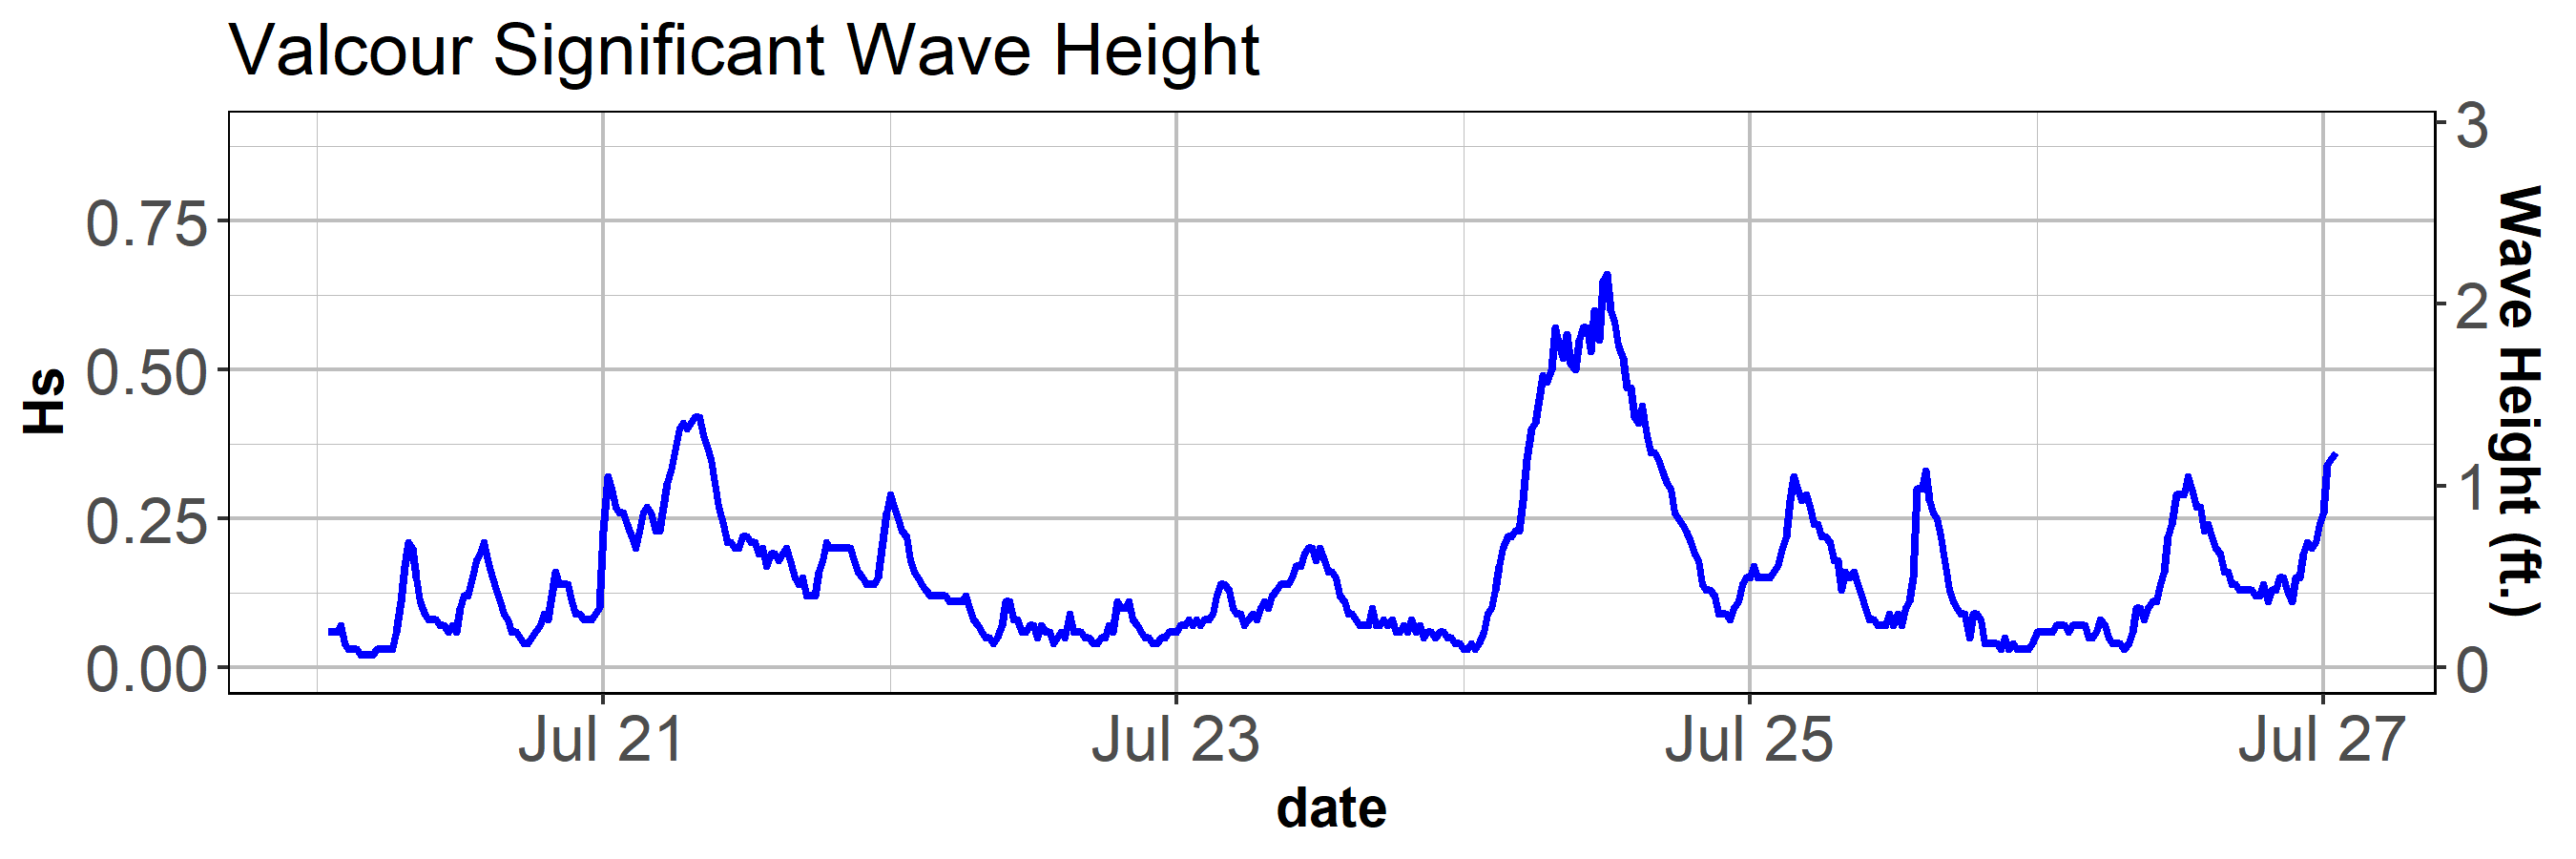 Valcour Significant Wave Height
Hs
0.75
0.50
0.25
0.00
3
2
1
0
Wave Height (ft.)
Jul 21
Jul 23
Jul 25
Jul 27
date